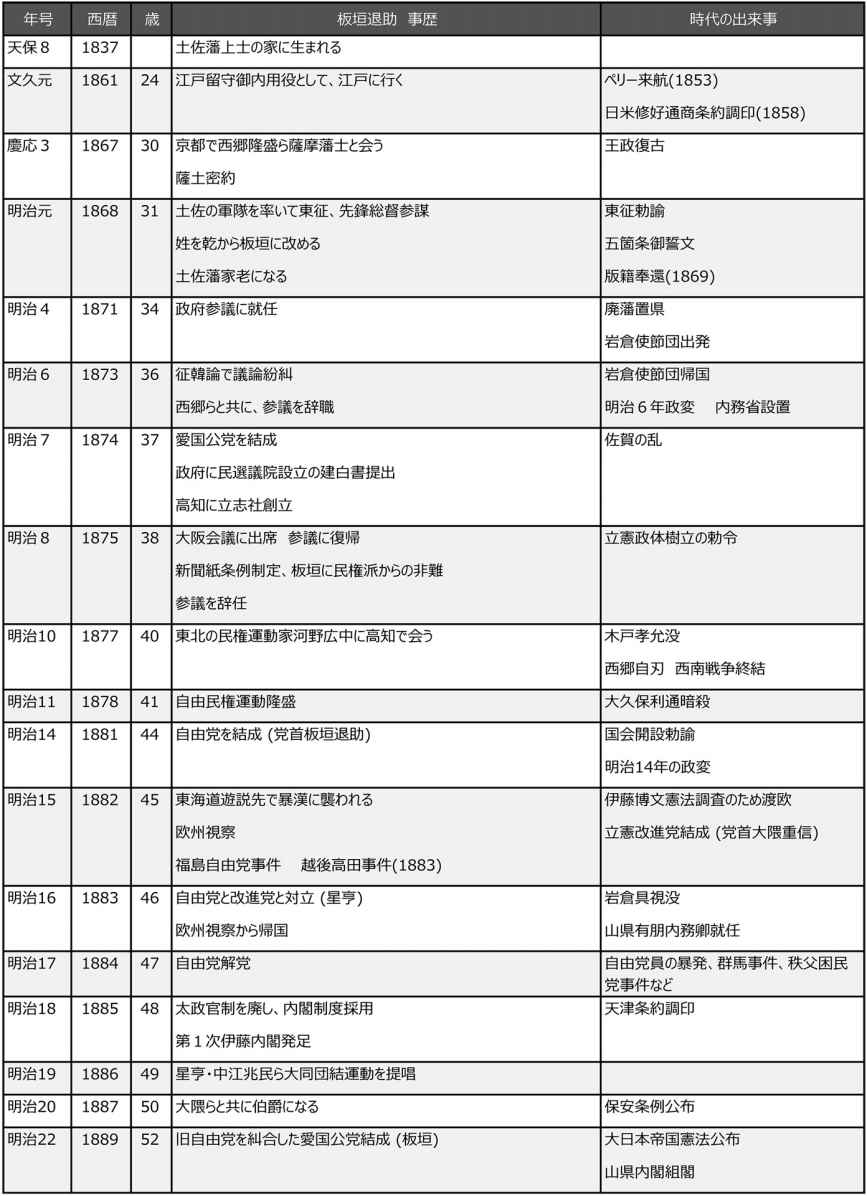 年号 西暦 歳 板垣退助　事歴 時代の出来事
天保８ 1837 土佐藩上士の家に生まれる
文久元 1861 24 江戸留守御内用役として、江戸に行く ペリー来航(1853)
日米修好通商条約調印(1858)
慶応３ 1867 30 京都で西郷隆盛ら薩摩藩士と会う 王政復古
薩土密約
明治元 1868 31 土佐の軍隊を率いて東征、先鋒総督参謀 東征勅諭
姓を乾から板垣に改める 五箇条御誓文
土佐藩家老になる 版籍奉還(1869)
明治４ 1871 34 政府参議に就任 廃藩置県
岩倉使節団出発
明治６ 1873 36 征韓論で議論紛糾 岩倉使節団帰国
西郷らと共に、参議を辞職 明治６年政変　内務省設置
明治７ 1874 37 愛国公党を結成 佐賀の乱
政府に民選議院設立の建白書提出
高知に立志社創立
明治８ 1875 38 大阪会議に出席　参議に復帰 立憲政体樹立の勅令
新聞紙条例制定、板垣に民権派からの非難
参議を辞任
明治10 1877 40 東北の民権運動家河野広中に高知で会う 木戸孝允没
西郷自刃　西南戦争終結
明治11 1878 41 自由民権運動隆盛 大久保利通暗殺
明治14 1881 44 自由党を結成 (党首板垣退助) 国会開設勅諭
明治14年の政変
明治15 1882 45 東海道遊説先で暴漢に襲われる 伊藤博文憲法調査のため渡欧
欧州視察 立憲改進党結成 (党首大隈重信)
福島自由党事件　越後高田事件(1883)
明治16 1883 46 自由党と改進党と対立 (星亨) 岩倉具視没
欧州視察から帰国 山県有朋内務卿就任
明治17 1884 47 自由党解党 自由党員の暴発、群馬事件、秩父困民
党事件など
明治18 1885 48 太政官制を廃し、内閣制度採用 天津条約調印
第１次伊藤内閣発足
明治19 1886 49 星亨・中江兆民ら大同団結運動を提唱
明治20 1887 50 大隈らと共に伯爵になる 保安条例公布
明治22 1889 52 旧自由党を糾合した愛国公党結成 (板垣) 大日本帝国憲法公布
山県内閣組閣